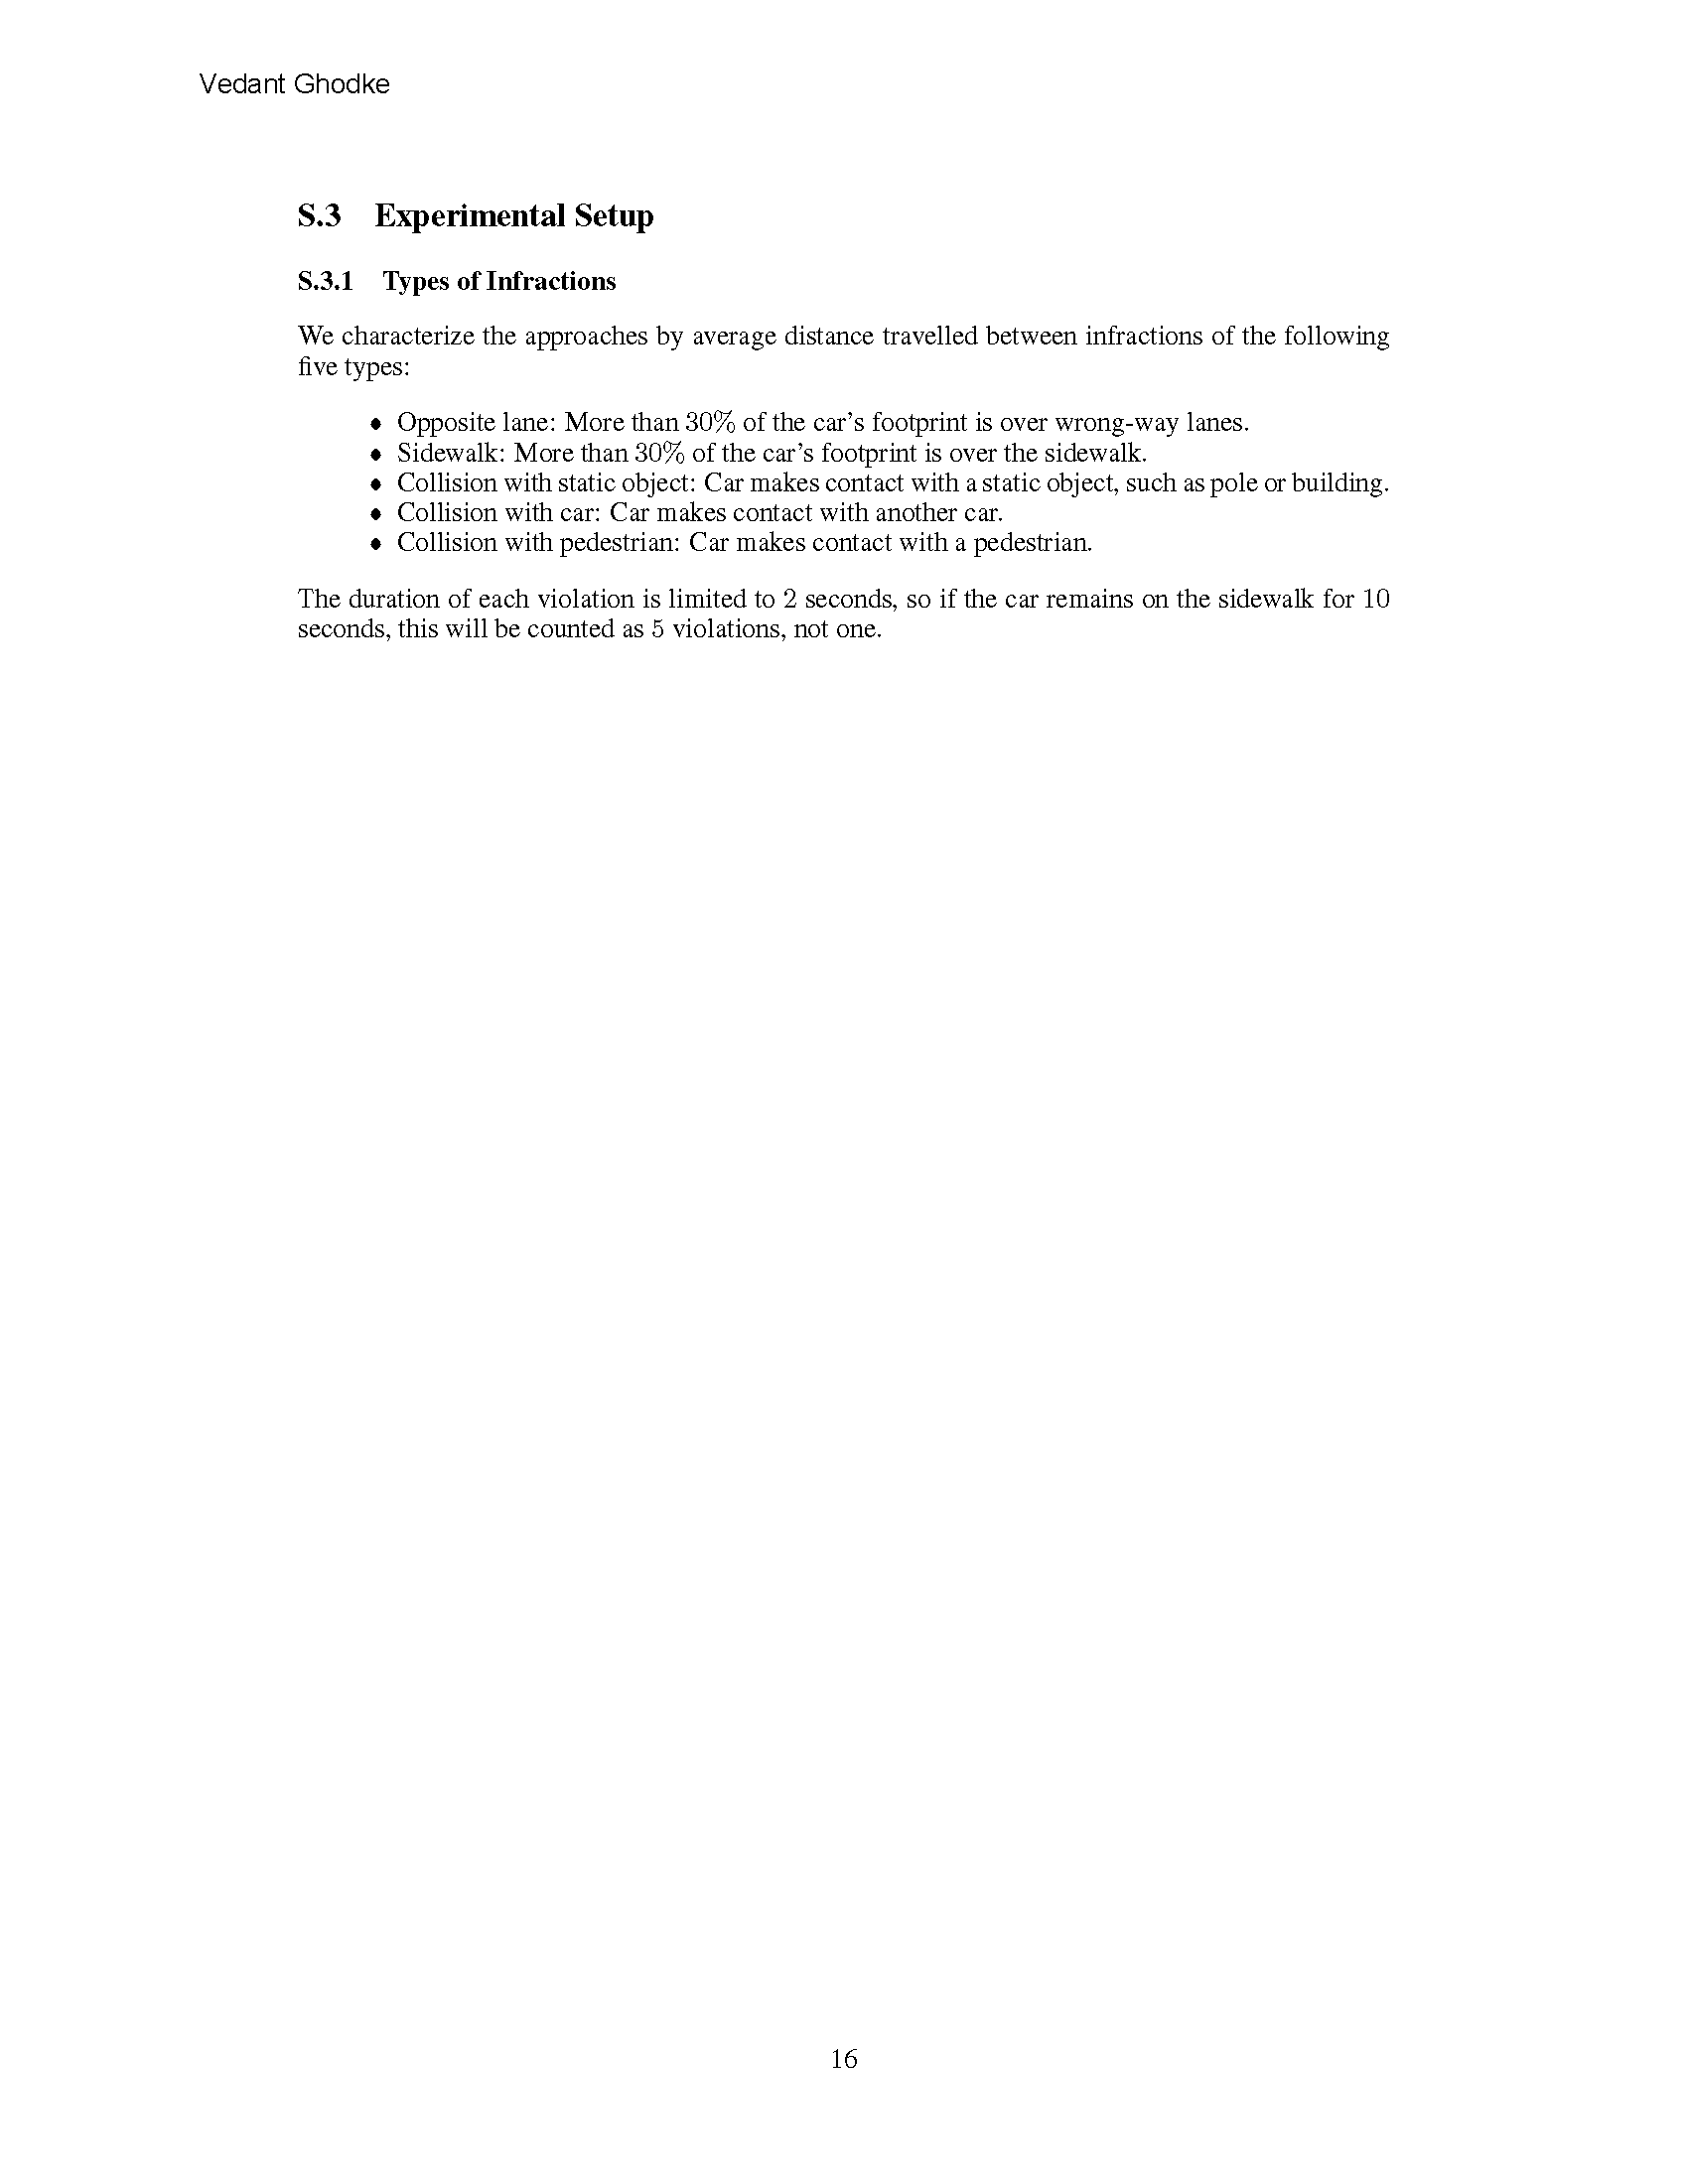 Vedant Ghodke
S.3 Experimental Setup
S.3.1 Types of Infractions
We characterize the approaches by average distance travelled between infractions of the following
five types:
• Opposite lane: More than 30% of the car's footprint is over wrong-way lanes.
• Sidewalk: More than 30% of the car's footprint is over the sidewalk.
• Collision with static object: Car makes contact with a static object, such as pole or building.
• Collision with car: Car makes contact with another car.
• Collision with pedestrian: Car makes contact with a pedestrian.
The duration of each violation is limited to 2 seconds, so if the car remains on the sidewalk for 10
seconds, this will be counted as 5 violations, not one.
16